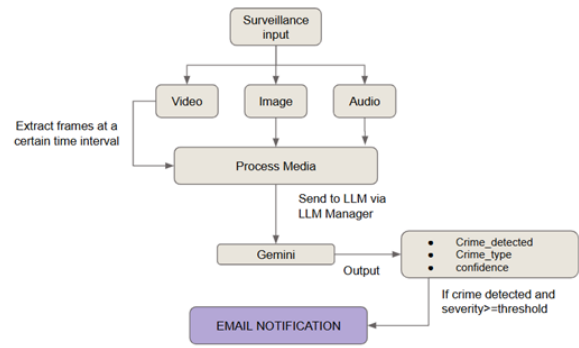 Surveillance
input
Video
Image
Audio
Extract frames at a
certain time interval
Process Media
Send to LLM via
LLM Manager
Gemini
Output
● Crime_detected
● Crime_type
● confidence
If crime detected and
severity>=threshold
EMAIL NOTIFICATION